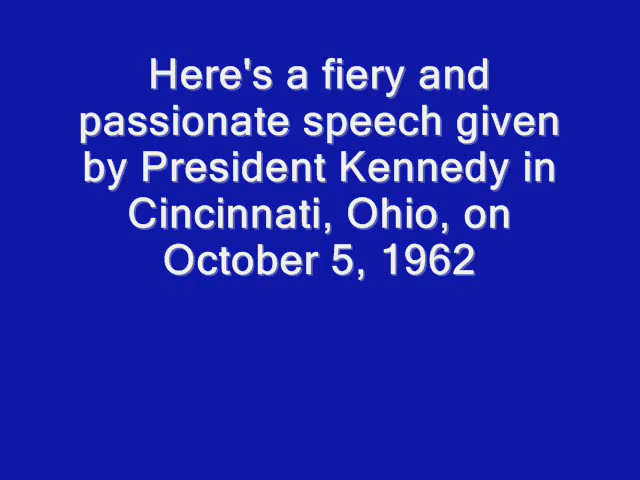 Here's a fiery and
passionate speech given
by President Kennedy in
Cincinnati, Ohio, on
October 5, 1962